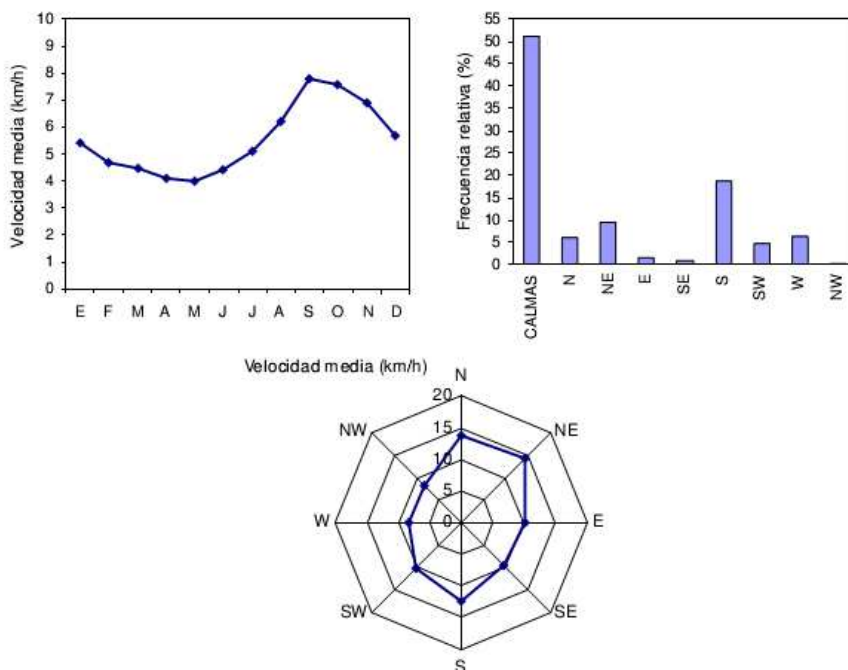 Velocidad media (km/h)
10
9
8
7
6
5
4
3
2
1
0
E F M A M J J A S O N D
Frecuencia relativa (%)
55
50
45
40
35
30
25
20
15
10
5
0
CALMAS
N
NE
E
SE
S
SW
W
NW
Velocidad media (km/h)
N
20
NW
NE
15
10
5
W
0
E
SW
SE
S